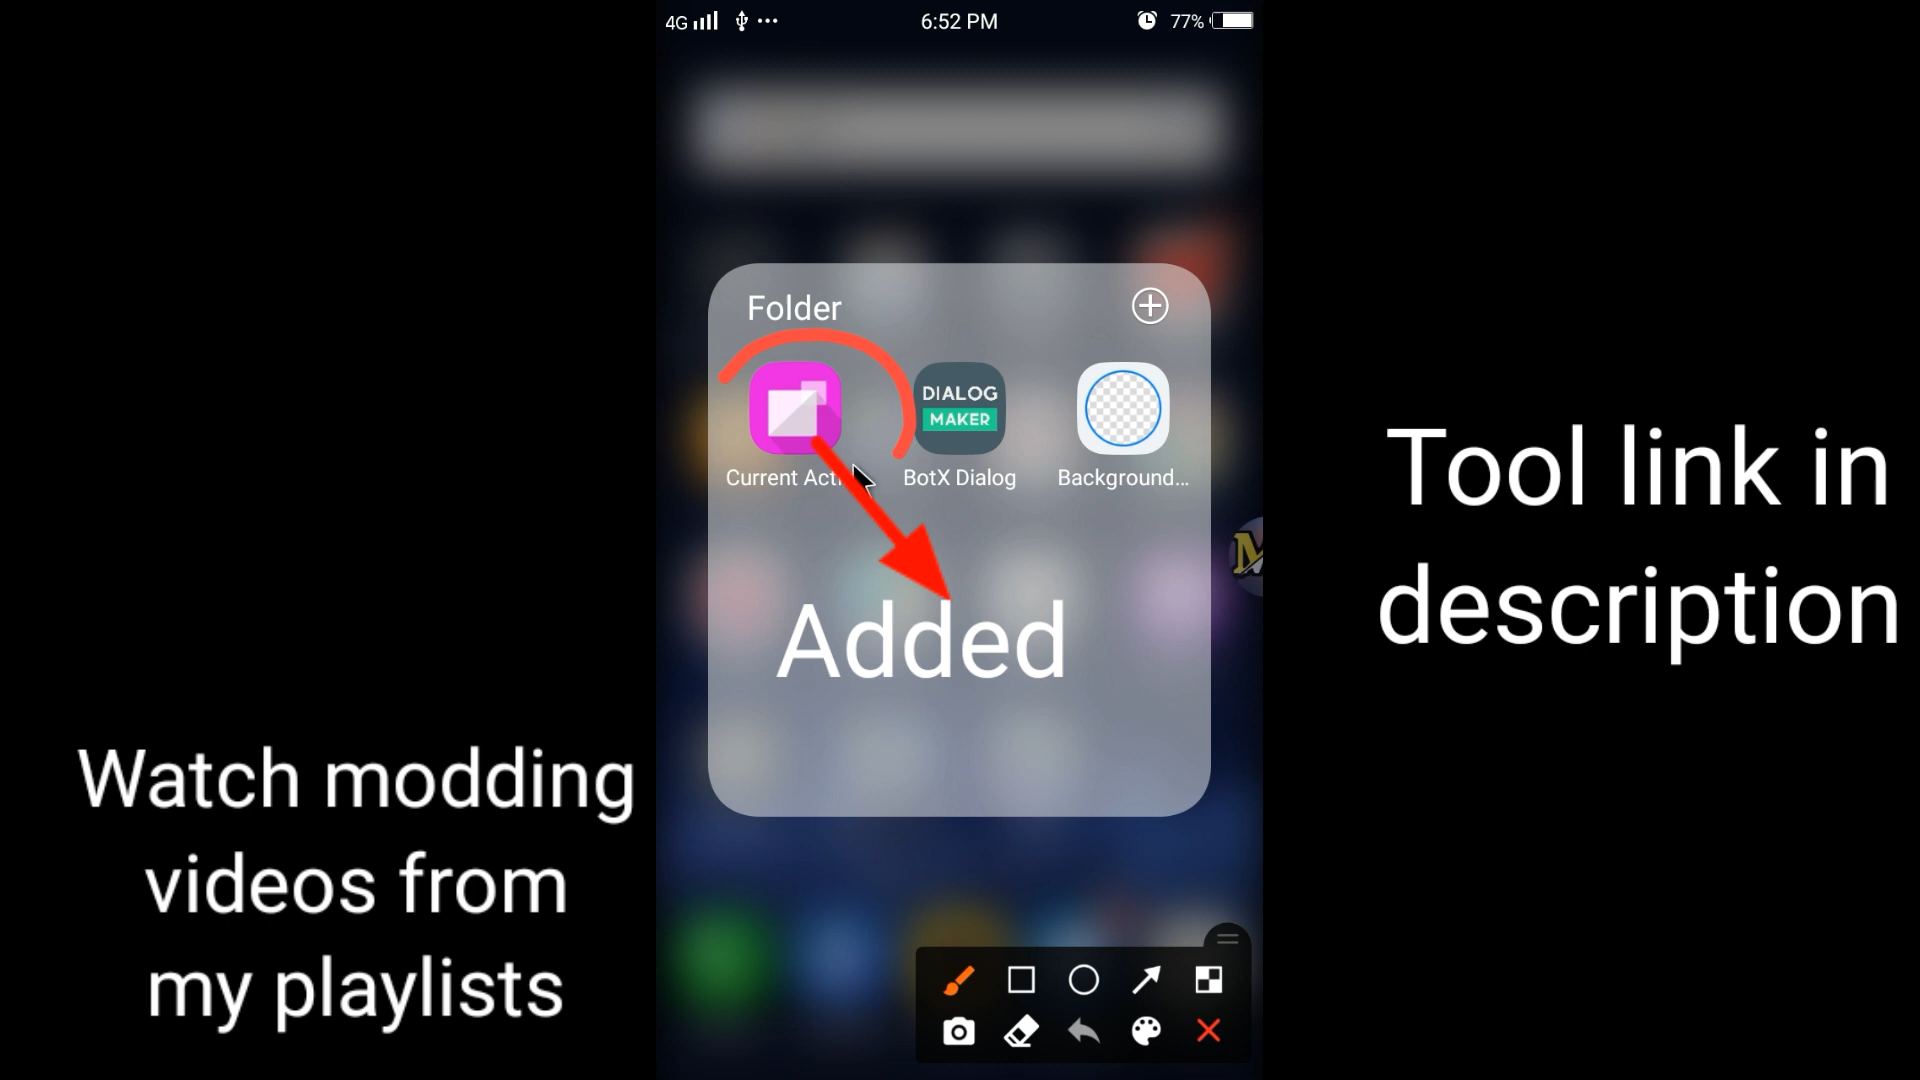 4G
6:52 PM
77%
Folder
DIALOG
MAKER
BotX Dialog
Background...
Added
Tool link in
description
Watch modding
videos from
my playlists
Current Acti
M